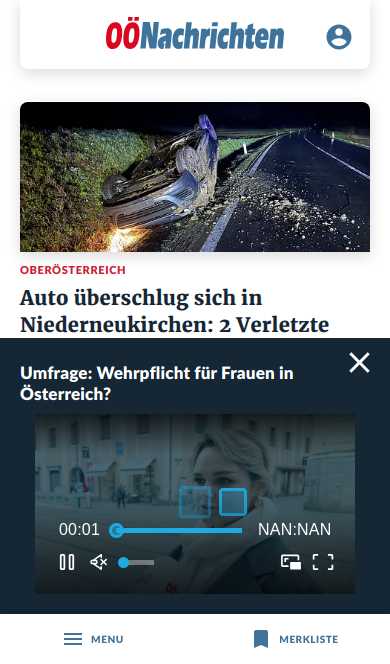 OÖNachrichten
OBERÖSTERREICH
Auto überschlug sich in
Niederneukirchen: 2 Verletzte
Umfrage: Wehrpflicht für Frauen in
Österreich?
00:01 NAN:NAN
MENU MERKLISTE